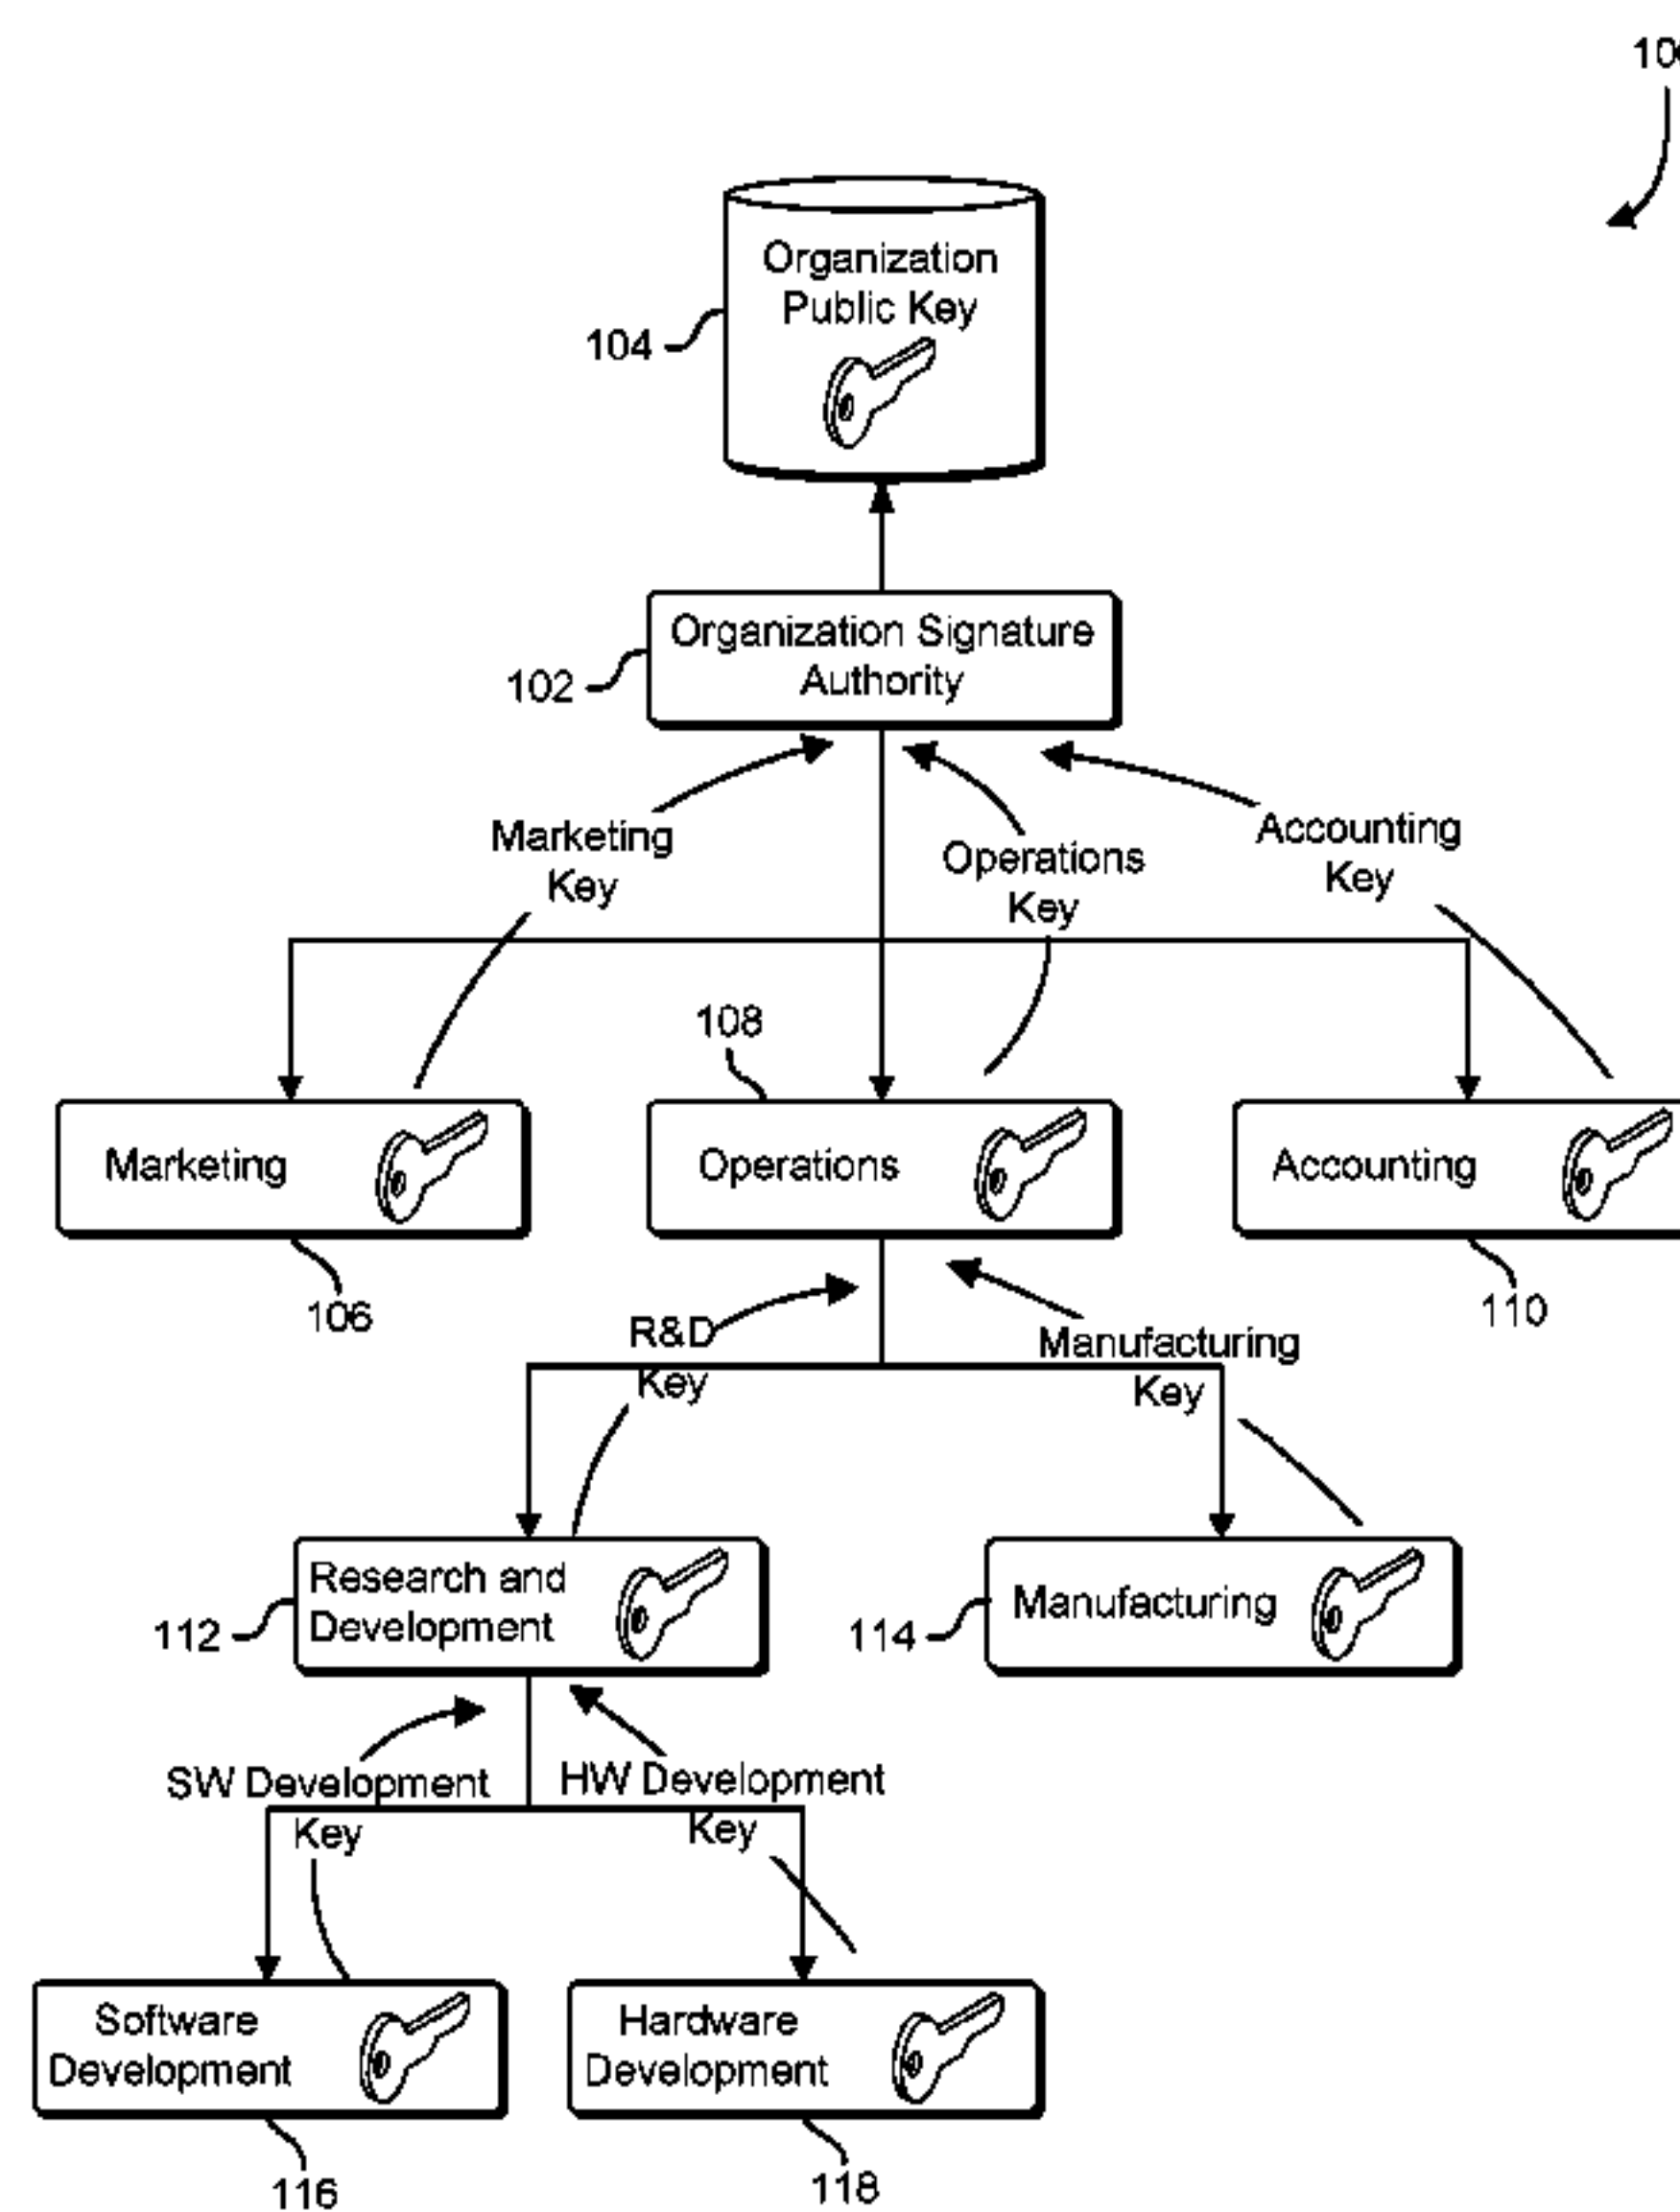 100
Organization
Public Key
104
Organization Signature
Authority
102
Marketing
Key
Operations
Key
Accounting
Key
108
Marketing
Operations
Accounting
106
110
R&D
Key
Manufacturing
Key
Research and
Development
112
Manufacturing
114
SW Development
Key
HW Development
Key
Software
Development
Hardware
Development
116
118